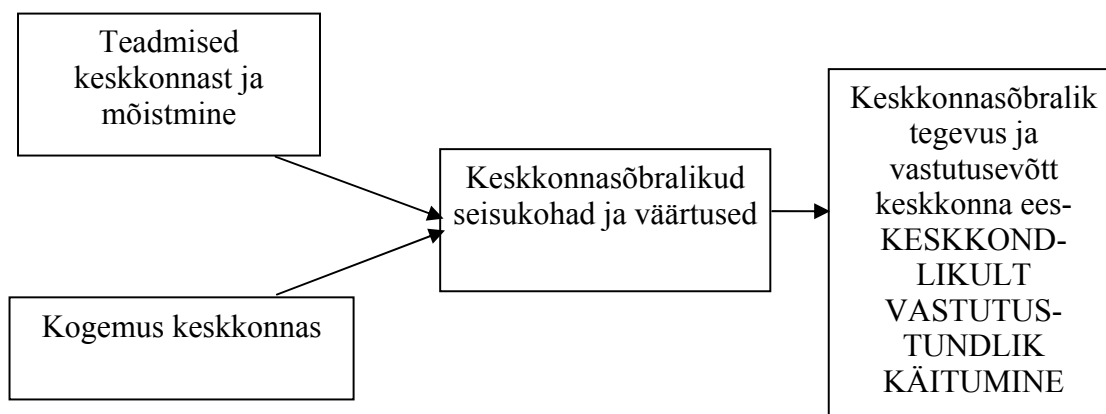 Teadmised
keskkonnast ja
mõistmine
Kogemus keskkonnas
Keskkonnasõbralikud
seisukohad ja väärtused
Keskkonnasõbralik
tegevus ja
vastutusevõtt
keskkonna ees-
KESKKOND-
LIKULT
VASTUTUS-
TUNDLIK
KÄITUMINE